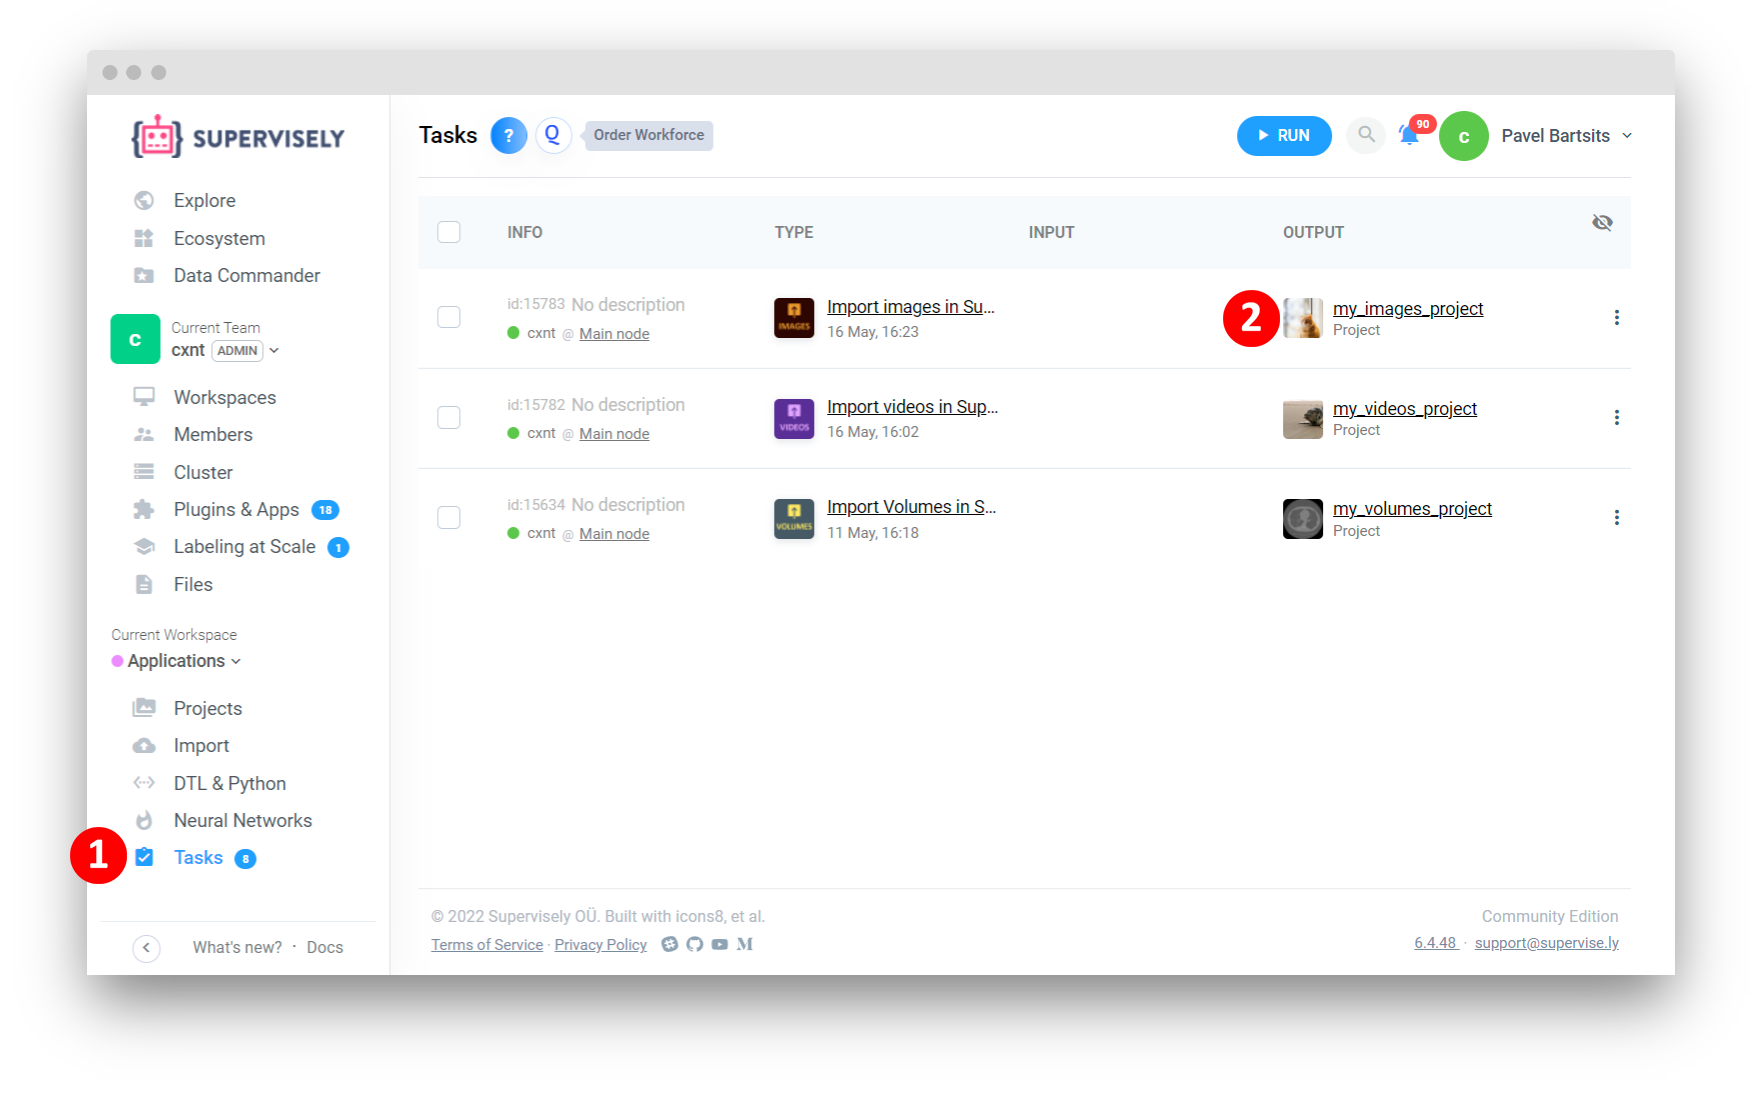 SUPERVISELY
Tasks ? Q Order Workforce
RUN 90 c Pavel Bartsits
Explore
Ecosystem
Data Commander
c Current Team
cxnt ADMIN
Workspaces
Members
Cluster
Plugins & Apps 18
Labeling at Scale 1
Files
Current Workspace
Applications
Projects
Import
DTL & Python
Neural Networks
1 Tasks 8
What's new? · Docs
INFO TYPE INPUT OUTPUT
id:15783 No description
cxnt @ Main node
IMAGES
Import images in Su...
16 May, 16:23
2
my_images_project
Project
id:15782 No description
cxnt @ Main node
VIDEOS
Import videos in Sup...
16 May, 16:02
my_videos_project
Project
id:15634 No description
cxnt @ Main node
VOLUMES
Import Volumes in S...
11 May, 16:18
my_volumes_project
Project
© 2022 Supervisely OÜ. Built with icons8, et al.
Terms of Service · Privacy Policy M
Community Edition
6.4.48 · support@supervise.ly